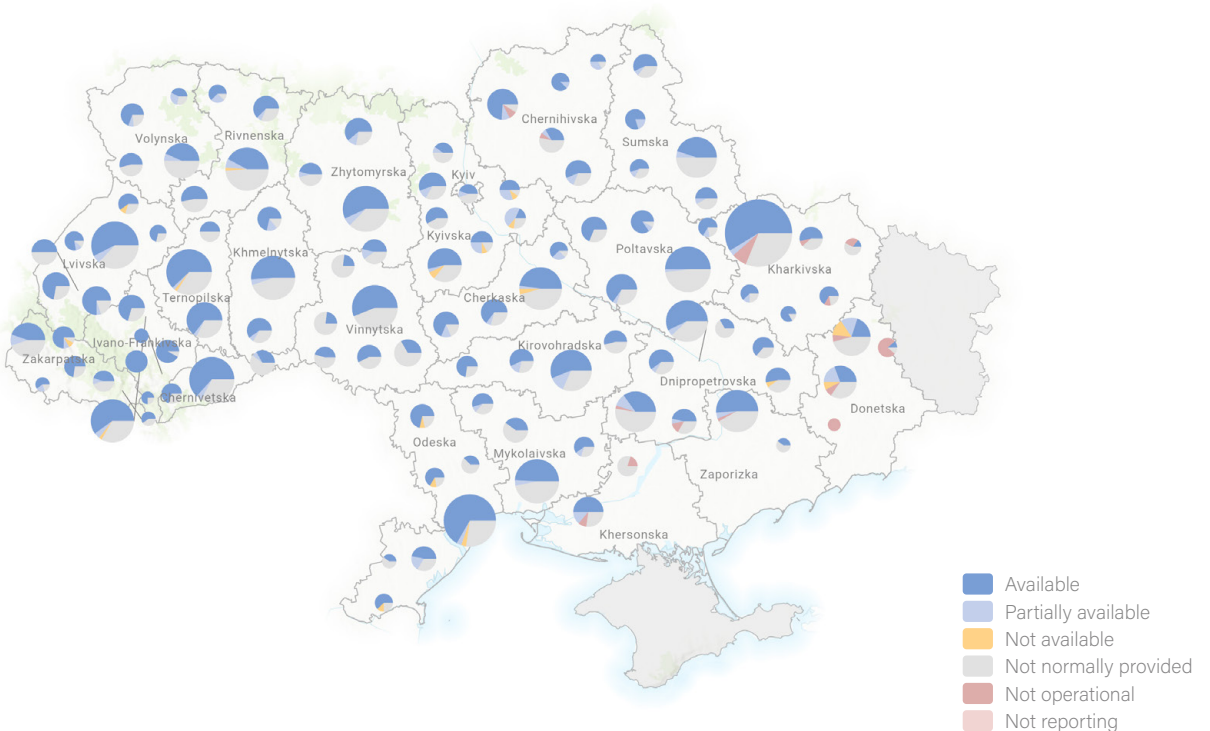 Chernihivska
Volynska
Rivnenska
Sumska
Zhytomyrska
Kyiv
Kyivska
Poltavska
Khmelnytska
Lvivska
Kharkivska
Ternopilska
Cherkaska
Vinnytska
Ivano-Frankivska
Kirovohradska
Zakarpatska
Dnipropetrovska
Chernivetska
Donetska
Odeska
Mykolaivska
Zaporizka
Khersonska
Available
Partially available
Not available
Not normally provided
Not operational
Not reporting